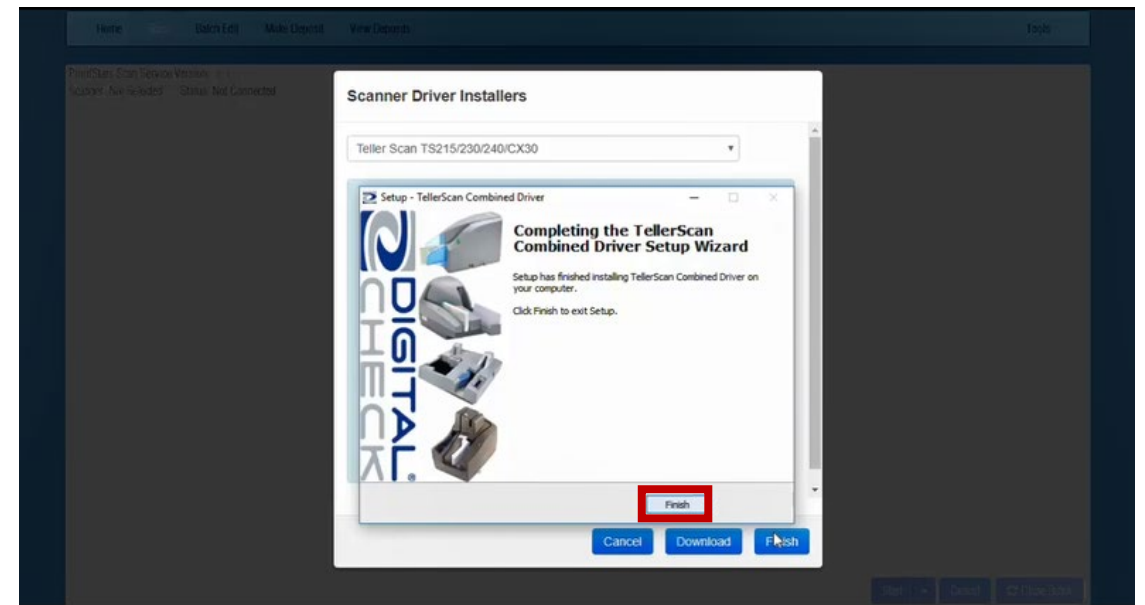 Home Batch Edit Make Deposit View Deposits Tools
Status: Not Connected
Scanner Driver Installers
Teller Scan TS215/230/240/CX30
Setup - TellerScan Combined Driver
DIGITAL
CHECK
Completing the TellerScan
Combined Driver Setup Wizard
Setup has finished installing TellerScan Combined Driver on
your computer.
Click Finish to exit Setup.
Finish
Cancel Download Finish
Start Cancel